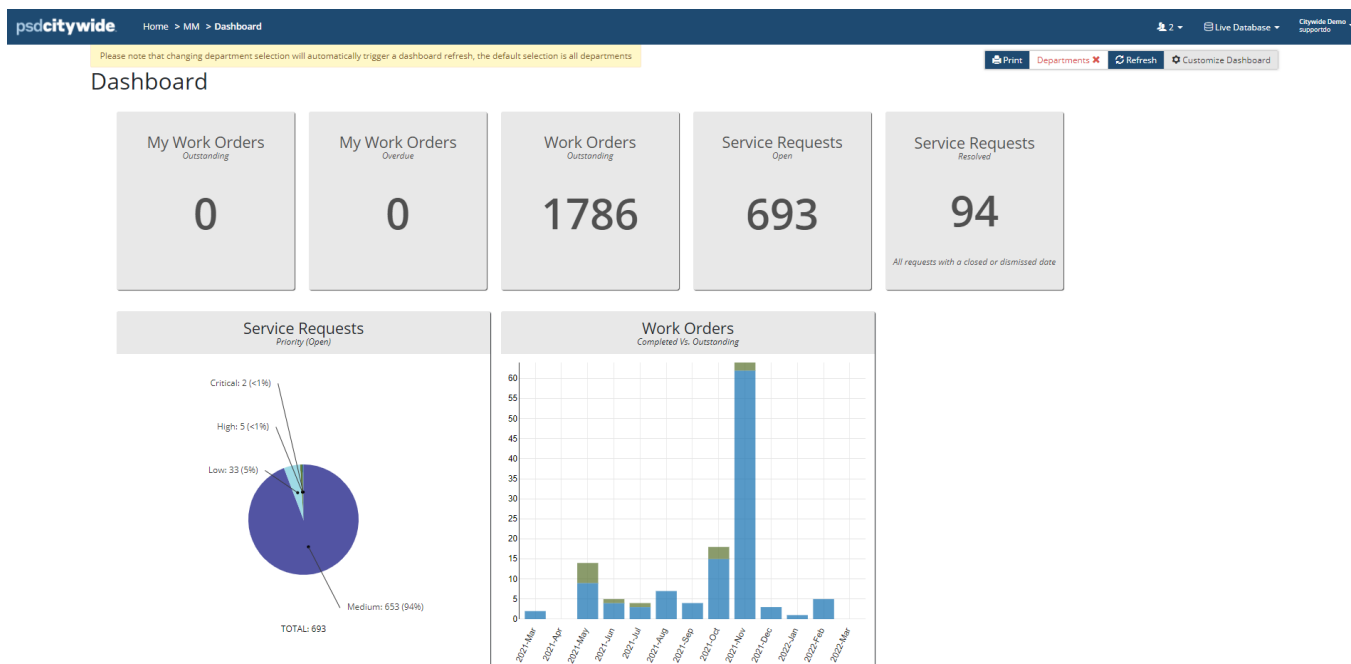 psdcitywide
Home > MM > Dashboard
2
Live Database
Citywide Demo
supportdo
Please note that changing department selection will automatically trigger a dashboard refresh, the default selection is all departments
Print
Departments
Refresh
Customize Dashboard
Dashboard
My Work Orders
Outstanding
0
My Work Orders
Overdue
0
Work Orders
Outstanding
1786
Service Requests
Open
693
Service Requests
Resolved
94
All requests with a closed or dismissed date
Service Requests
Priority (Open)
Critical: 2 (<1%)
High: 5 (<1%)
Low: 33 (5%)
Medium: 653 (94%)
TOTAL: 693
Work Orders
Completed Vs. Outstanding
60
55
50
45
40
35
30
25
20
15
10
5
0
2021-Mar
2021-Apr
2021-May
2021-Jun
2021-Jul
2021-Aug
2021-Sep
2021-Oct
2021-Nov
2021-Dec
2022-Jan
2022-Feb
2022-Mar